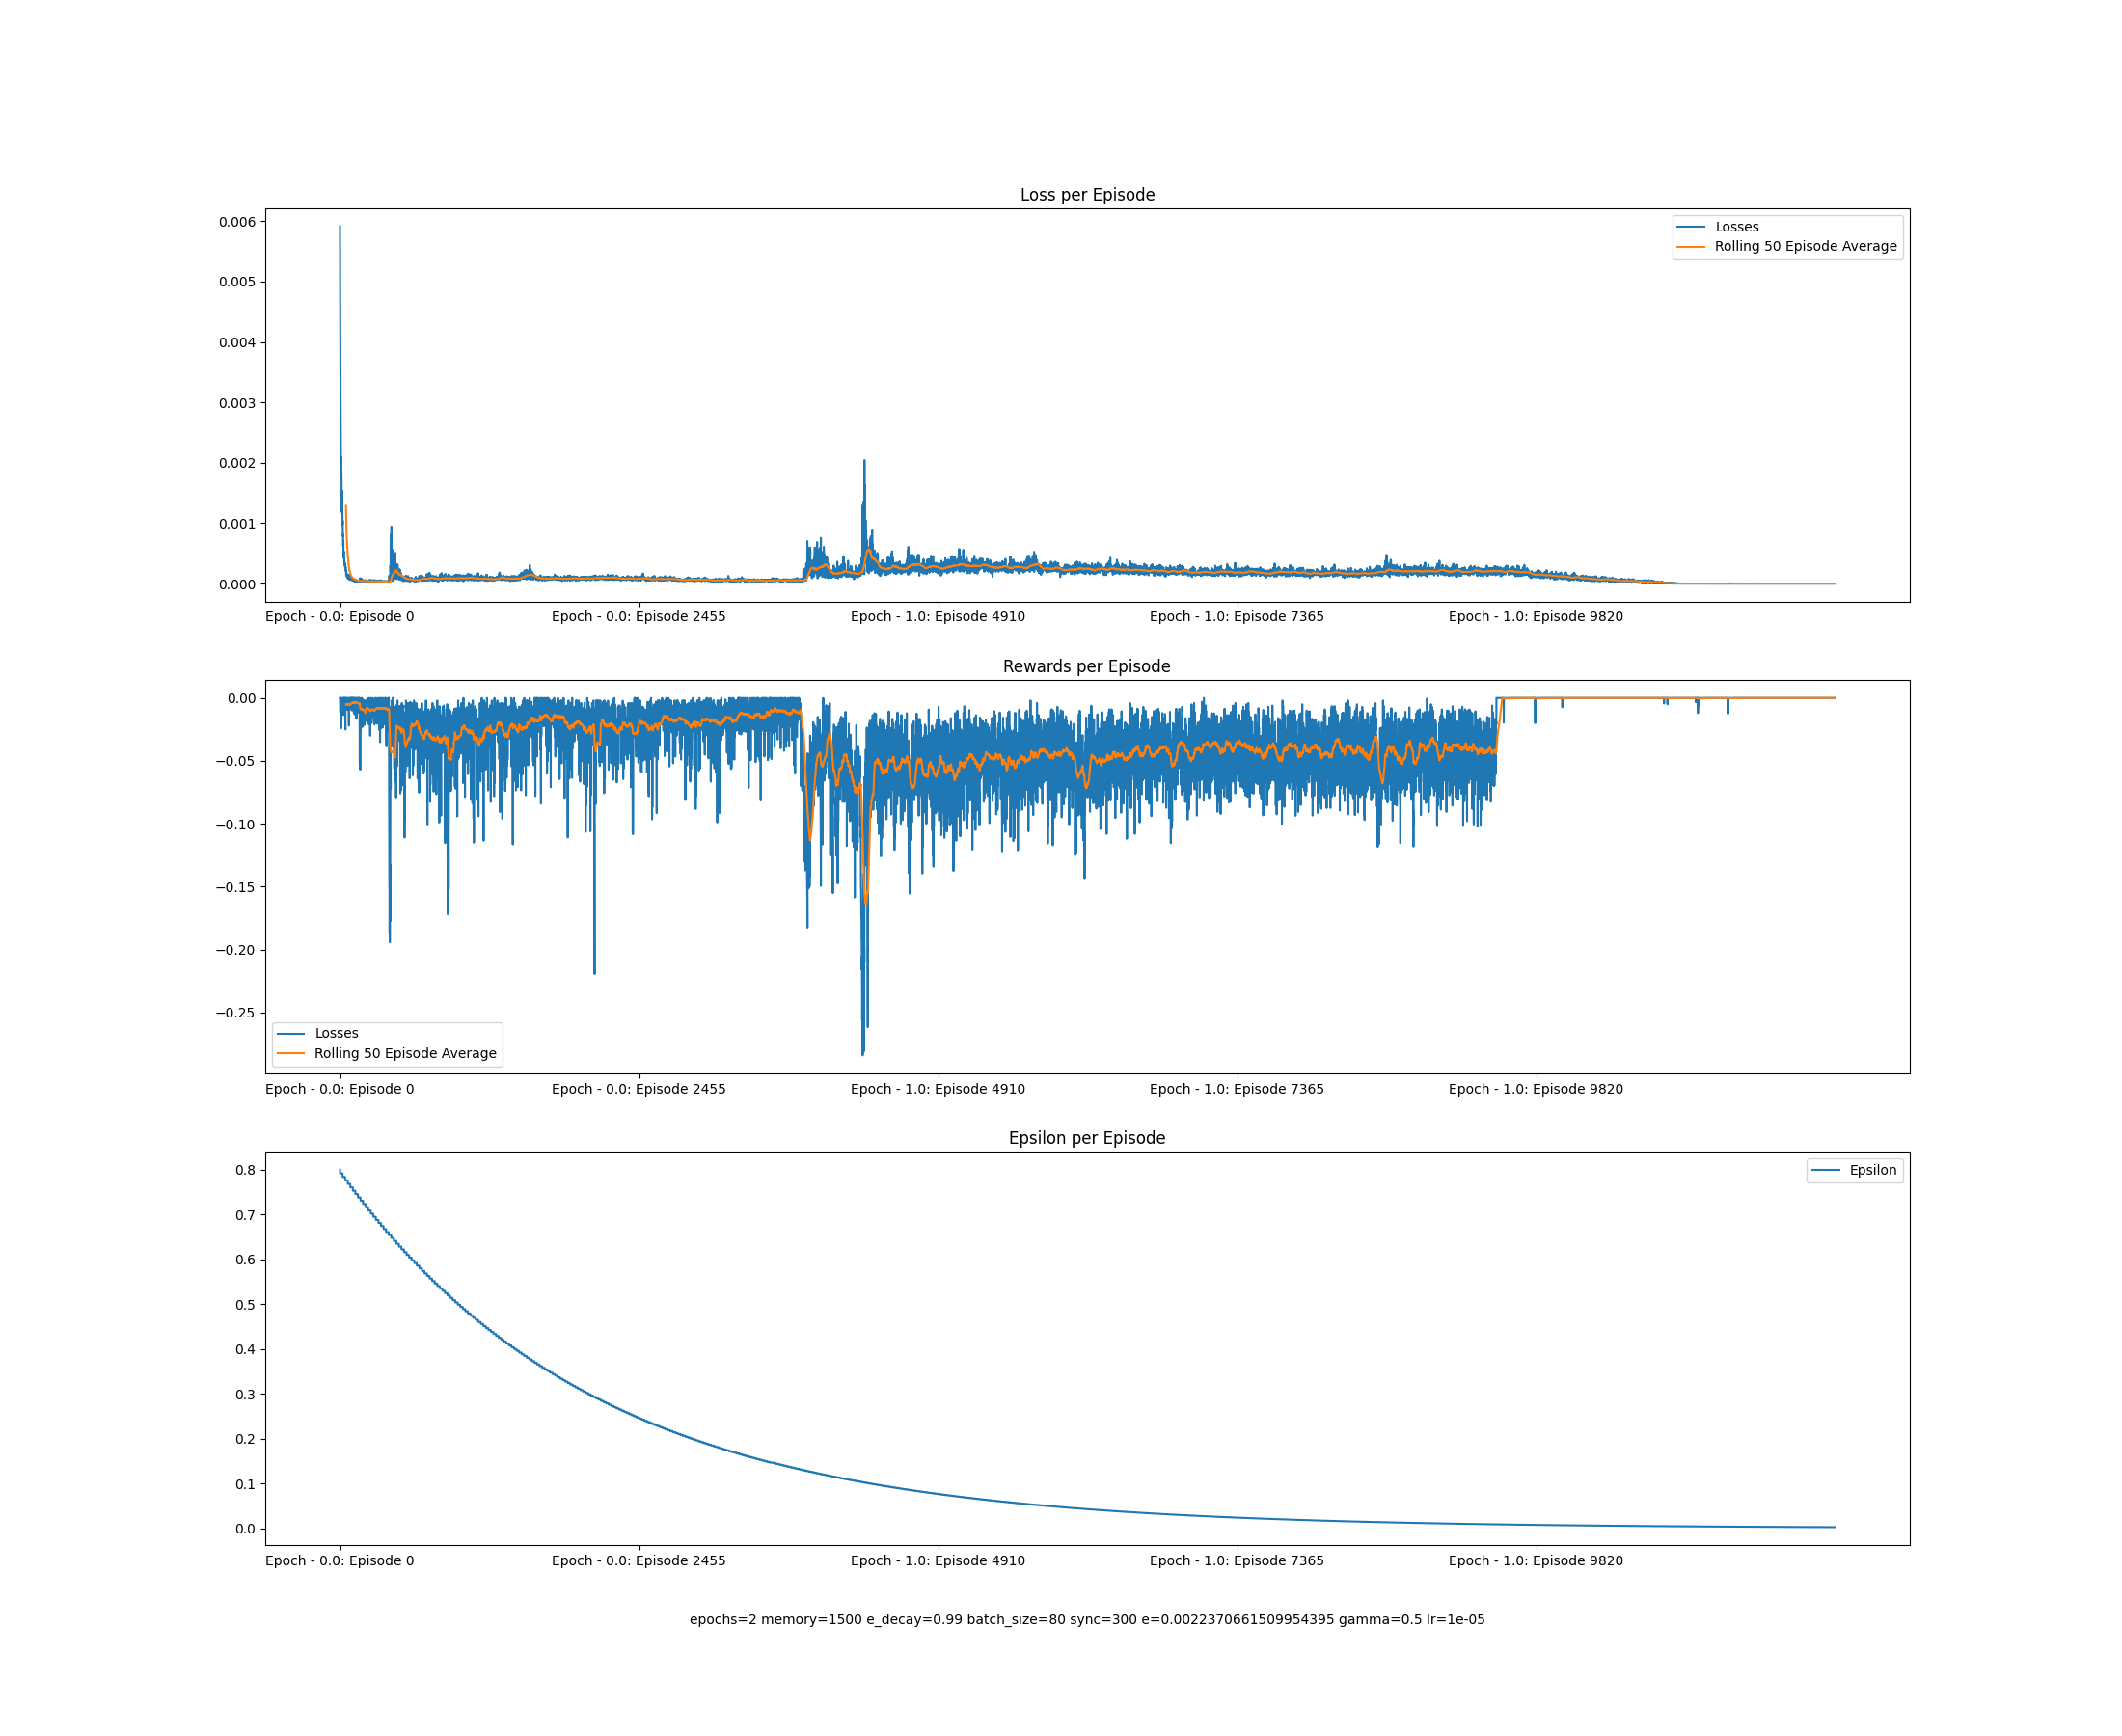 Loss per Episode
0.006
0.005
0.004
0.003
0.002
0.001
0.000
Losses
Rolling 50 Episode Average
Epoch - 0.0: Episode 0 Epoch - 0.0: Episode 2455 Epoch - 1.0: Episode 4910 Epoch - 1.0: Episode 7365 Epoch - 1.0: Episode 9820
Rewards per Episode
0.00
−0.05
−0.10
−0.15
−0.20
−0.25
Losses
Rolling 50 Episode Average
Epoch - 0.0: Episode 0 Epoch - 0.0: Episode 2455 Epoch - 1.0: Episode 4910 Epoch - 1.0: Episode 7365 Epoch - 1.0: Episode 9820
Epsilon per Episode
0.8
0.7
0.6
0.5
0.4
0.3
0.2
0.1
0.0
Epsilon
Epoch - 0.0: Episode 0 Epoch - 0.0: Episode 2455 Epoch - 1.0: Episode 4910 Epoch - 1.0: Episode 7365 Epoch - 1.0: Episode 9820
epochs=2 memory=1500 e_decay=0.99 batch_size=80 sync=300 e=0.0022370661509954395 gamma=0.5 lr=1e-05